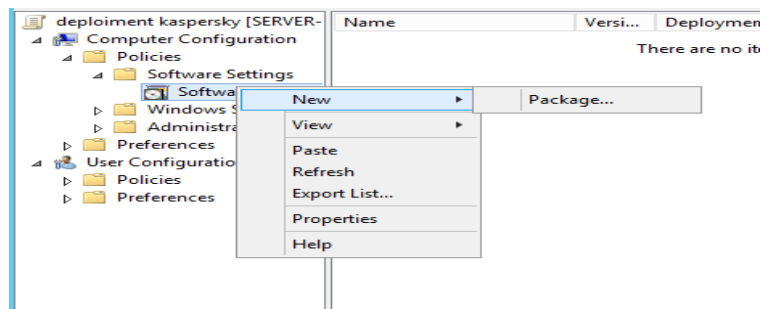 deploiment kaspersky [SERVER-
Computer Configuration
Policies
Software Settings
Softwa
Windows S
Administra
Preferences
User Configuratio
Policies
Preferences
Name Versi... Deploymen
There are no ite
New
Package...
View
Paste
Refresh
Export List...
Properties
Help